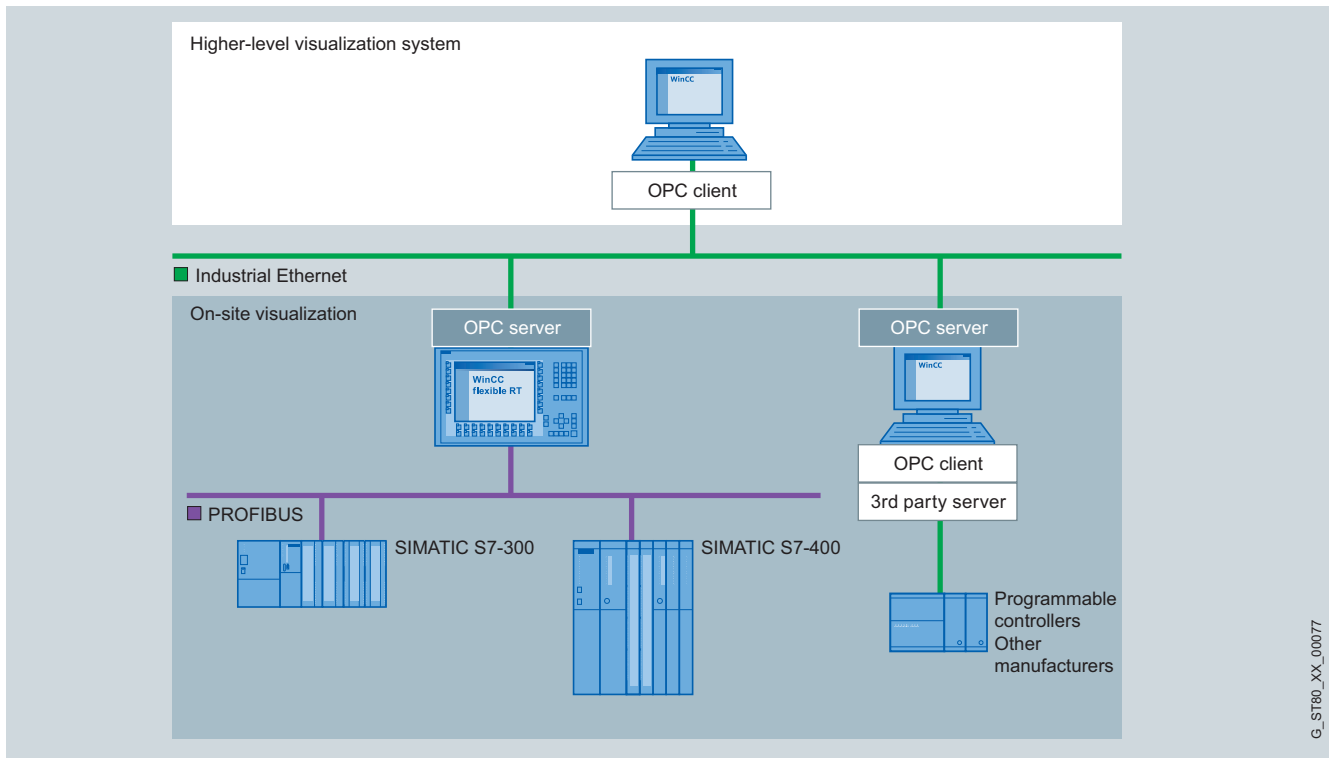 Higher-level visualization system
WinCC
OPC client
Industrial Ethernet
On-site visualization
OPC server
OPC server
WinCC
flexible RT
WinCC
OPC client
3rd party server
PROFIBUS
SIMATIC S7-300
SIMATIC S7-400
Programmable
controllers
Other
manufacturers
G_ST80_XX_00077